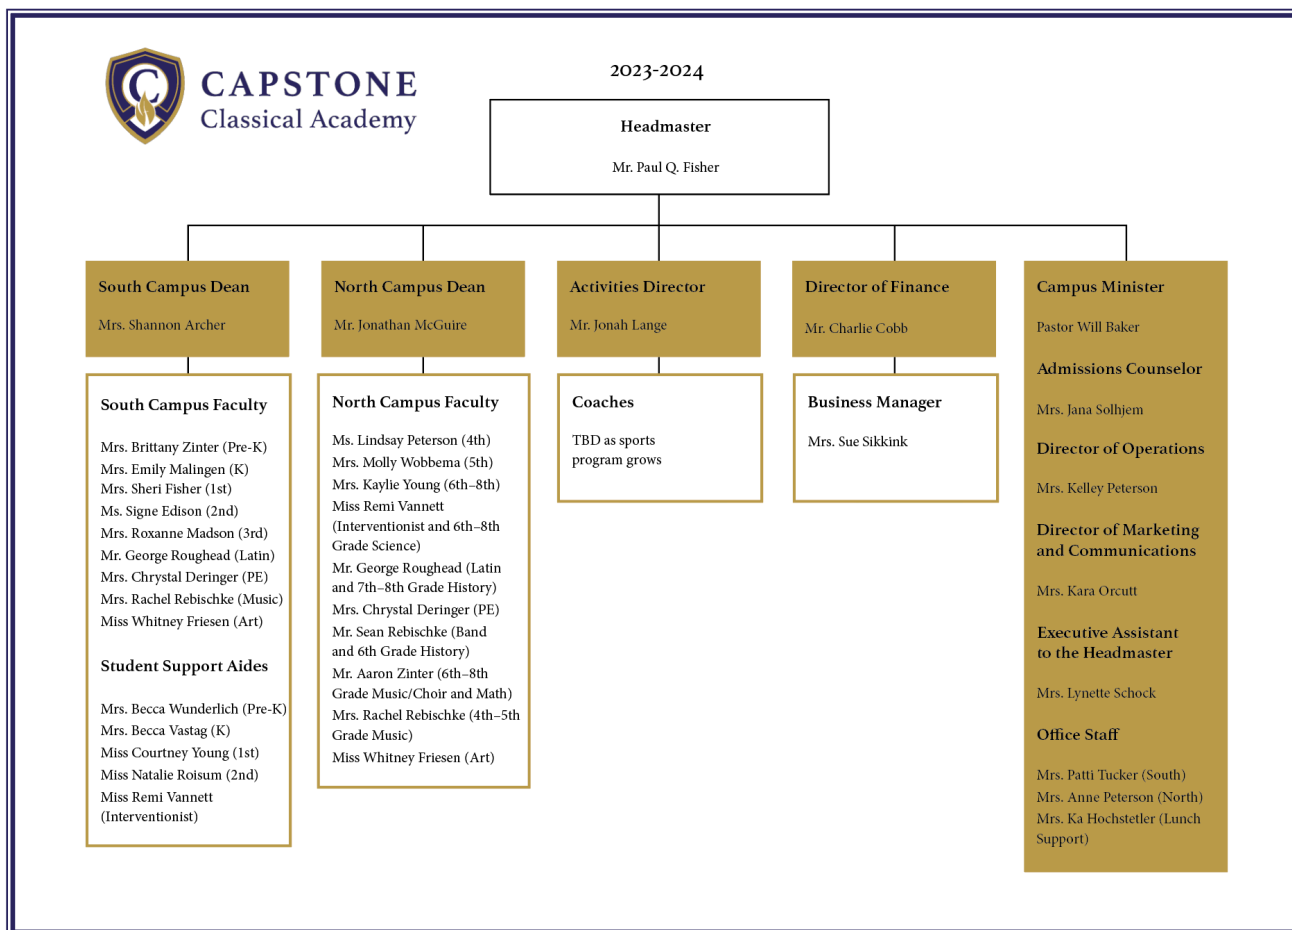 CAPSTONE
Classical Academy
2023-2024
Headmaster
Mr. Paul Q. Fisher
South Campus Dean
Mrs. Shannon Archer
North Campus Dean
Mr. Jonathan McGuire
Activities Director
Mr. Jonah Lange
Director of Finance
Mr. Charlie Cobb
South Campus Faculty
Mrs. Brittany Zinter (Pre-K)
Mrs. Emily Malingen (K)
Mrs. Sheri Fisher (1st)
Ms. Signe Edison (2nd)
Mrs. Roxanne Madson (3rd)
Mr. George Roughead (Latin)
Mrs. Chrystal Deringer (PE)
Mrs. Rachel Rebischke (Music)
Miss Whitney Friesen (Art)
Student Support Aides
Mrs. Becca Wunderlich (Pre-K)
Mrs. Becca Vastag (K)
Miss Courtney Young (1st)
Miss Natalie Roisum (2nd)
Miss Remi Vannett
(Interventionist)
North Campus Faculty
Ms. Lindsay Peterson (4th)
Mrs. Molly Wobbema (5th)
Mrs. Kaylie Young (6th–8th)
Miss Remi Vannett
(Interventionist and 6th–8th
Grade Science)
Mr. George Roughead (Latin
and 7th–8th Grade History)
Mrs. Chrystal Deringer (PE)
Mr. Sean Rebischke (Band
and 6th Grade History)
Mr. Aaron Zinter (6th–8th
Grade Music/Choir and Math)
Mrs. Rachel Rebischke (4th–5th
Grade Music)
Miss Whitney Friesen (Art)
Coaches
TBD as sports
program grows
Business Manager
Mrs. Sue Sikkink
Campus Minister
Pastor Will Baker
Admissions Counselor
Mrs. Jana Solhjem
Director of Operations
Mrs. Kelley Peterson
Director of Marketing
and Communications
Mrs. Kara Orcutt
Executive Assistant
to the Headmaster
Mrs. Lynette Schock
Office Staff
Mrs. Patti Tucker (South)
Mrs. Anne Peterson (North)
Mrs. Ka Hochstetler (Lunch
Support)